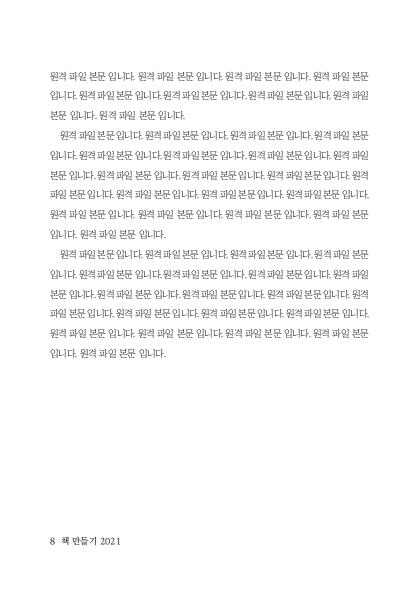 원격 파일 본문 입니다. 원격 파일 본문 입니다. 원격 파일 본문 입니다. 원격 파일 본문
입니다. 원격 파일 본문 입니다. 원격 파일 본문 입니다. 원격 파일 본문 입니다. 원격 파일
본문 입니다. 원격 파일 본문 입니다.
원격 파일 본문 입니다. 원격 파일 본문 입니다. 원격 파일 본문 입니다. 원격 파일 본문
입니다. 원격 파일 본문 입니다. 원격 파일 본문 입니다. 원격 파일 본문 입니다. 원격 파일
본문 입니다. 원격 파일 본문 입니다. 원격 파일 본문 입니다. 원격 파일 본문 입니다. 원격
파일 본문 입니다. 원격 파일 본문 입니다. 원격 파일 본문 입니다. 원격 파일 본문 입니다.
원격 파일 본문 입니다. 원격 파일 본문 입니다. 원격 파일 본문 입니다. 원격 파일 본문
입니다. 원격 파일 본문 입니다.
원격 파일 본문 입니다. 원격 파일 본문 입니다. 원격 파일 본문 입니다. 원격 파일 본문
입니다. 원격 파일 본문 입니다. 원격 파일 본문 입니다. 원격 파일 본문 입니다. 원격 파일
본문 입니다. 원격 파일 본문 입니다. 원격 파일 본문 입니다. 원격 파일 본문 입니다. 원격
파일 본문 입니다. 원격 파일 본문 입니다. 원격 파일 본문 입니다. 원격 파일 본문 입니다.
원격 파일 본문 입니다. 원격 파일 본문 입니다. 원격 파일 본문 입니다. 원격 파일 본문
입니다. 원격 파일 본문 입니다.
8 책 만들기 2021